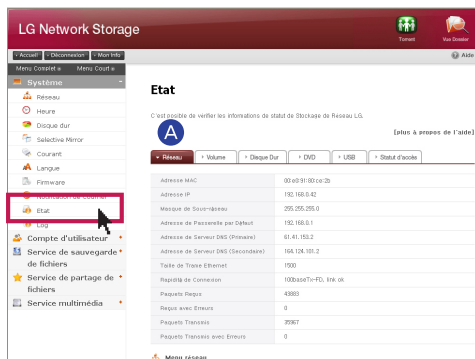 LG Network Storage
Torrent
Vue Dossier
Accueil
Déconnexion
Mon Info
Aide
Menu Complet
Menu Court
Système
Réseau
Heure
Disque dur
Selective Mirror
Courant
Langue
Firmware
Notification de Courrier
Etat
Log
Compte d'utilisateur
Service de sauvegarde de fichiers
Service de partage de fichiers
Service multimédia
Etat
C'est posible de vérifier les informations de statut de Stockage de Réseau LG.
A
[plus à propos de l'aide]
Réseau
Volume
Disque Dur
DVD
USB
Statut d'accès
Adresse MAC 00:e0:91:80:ce:2b
Adresse IP 192.168.0.42
Masque de Sous-réseau 255.255.255.0
Adresse de Passerelle par Défaut 192.168.0.1
Adresse de Serveur DNS (Primaire) 61.41.153.2
Adresse de Serveur DNS (Secondaire) 164.124.101.2
Taille de Trame Ethernet 1500
Rapidité de Connexion 100baseTx-FD, link ok
Paquets Reçus 43883
Reçus avec Erreurs 0
Paquets Transmis 35967
Paquets Transmis avec Erreurs 0
Menu réseau